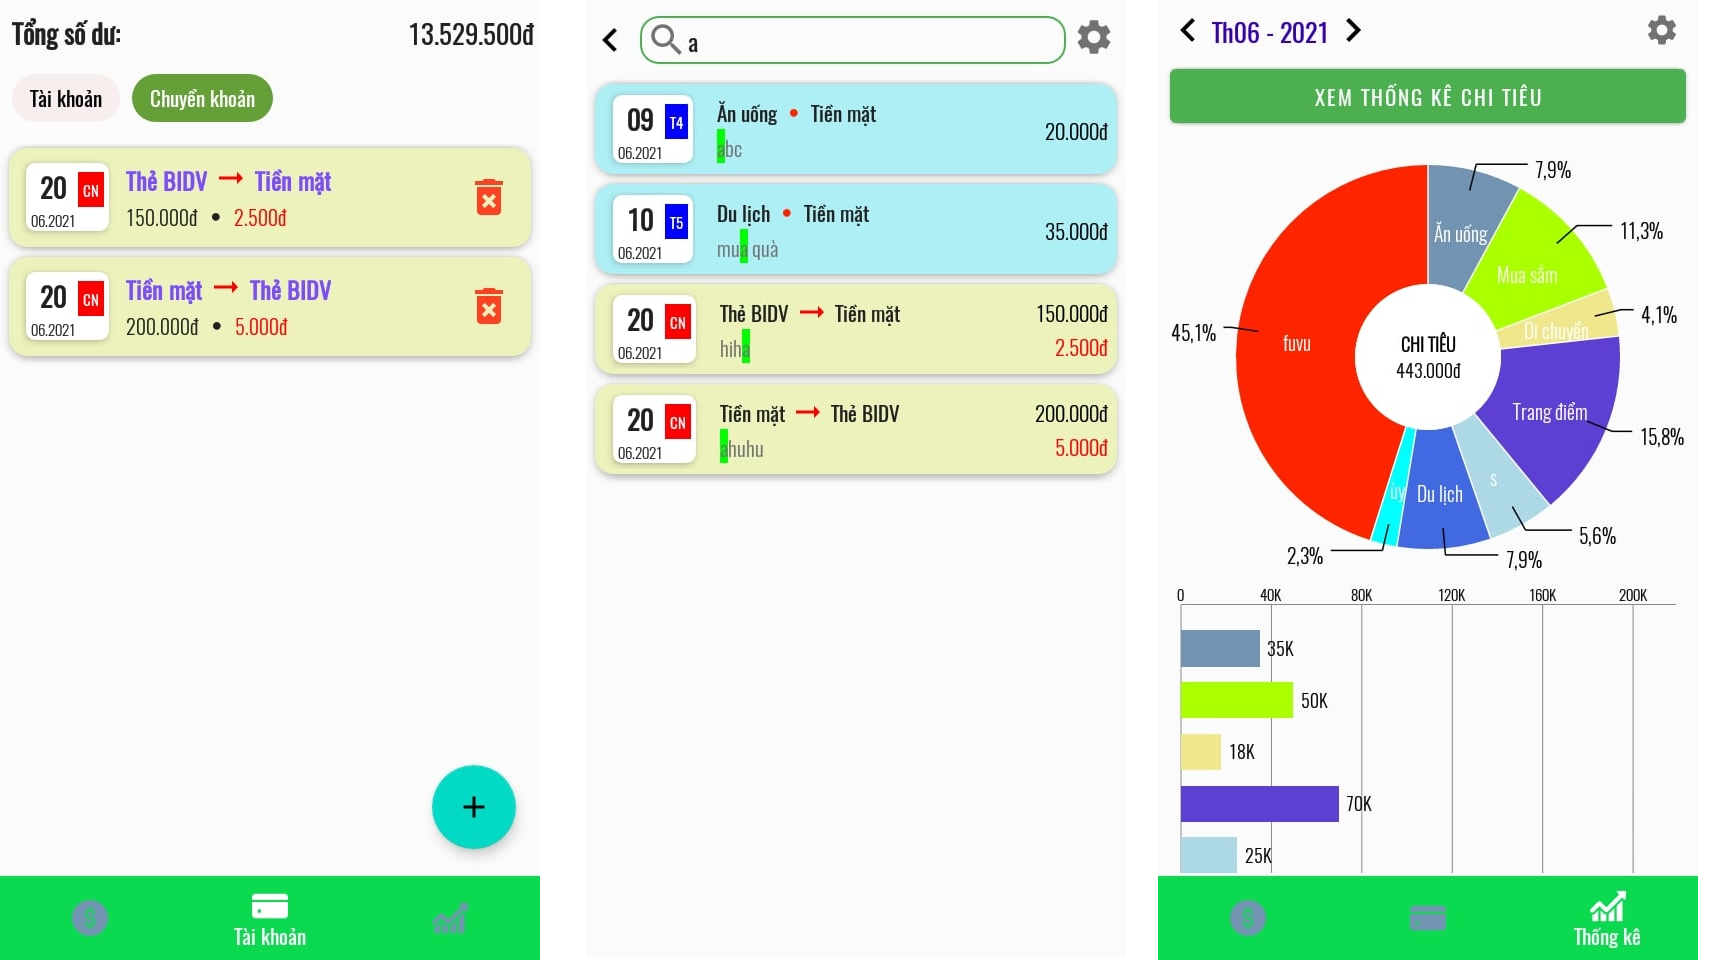 Tổng số dư: 13.529.500đ
Tài khoản Chuyển khoản
20 CN 06.2021
Thẻ BIDV → Tiền mặt
150.000đ • 2.500đ
20 CN 06.2021
Tiền mặt → Thẻ BIDV
200.000đ • 5.000đ
+
Tài khoản
a
09 T4 06.2021
Ăn uống • Tiền mặt
abc
20.000đ
10 T5 06.2021
Du lịch • Tiền mặt
mua quà
35.000đ
20 CN 06.2021
Thẻ BIDV → Tiền mặt 150.000đ
hiha 2.500đ
20 CN 06.2021
Tiền mặt → Thẻ BIDV 200.000đ
ahuhu 5.000đ
Th06 - 2021
XEM THỐNG KÊ CHI TIÊU
7,9%
Ăn uống
11,3%
Mua sắm
4,1%
Di chuyển
45,1%
fuvu
CHI TIÊU
443.000đ
Trang điểm
15,8%
s
5,6%
Du lịch
7,9%
2,3%
0 40K 80K 120K 160K 200K
35K
50K
18K
70K
25K
Thống kê